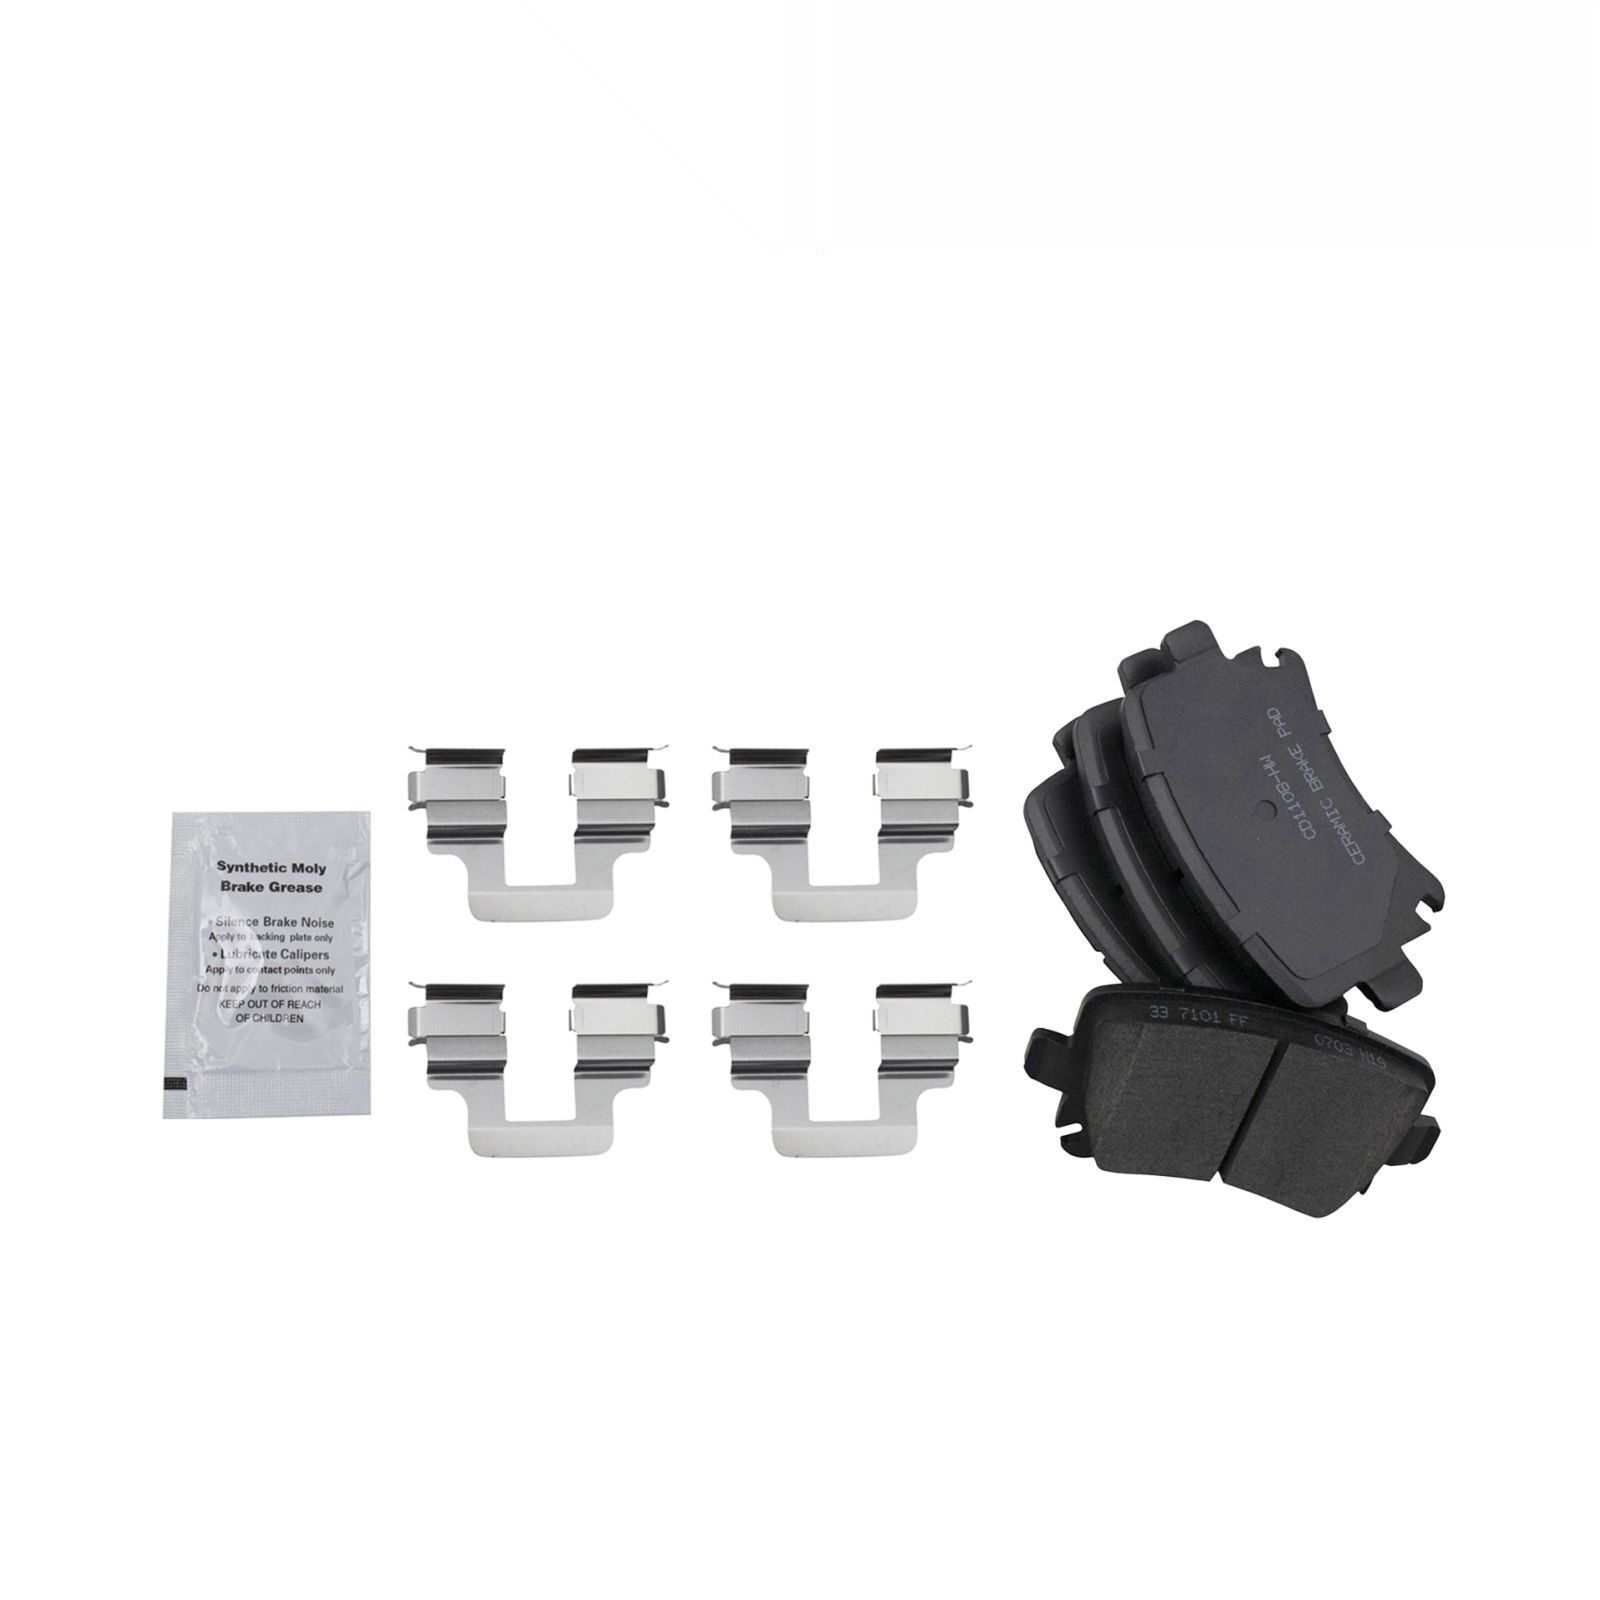 Synthetic Moly
Brake Grease
• Silence Brake Noise
Apply to backing plate only
• Lubricate Calipers
Apply to contact points only
Do not apply to friction material
KEEP OUT OF REACH
OF CHILDREN
CD1108-HW
CERAMIC BRAKE PAD
33 7101 FF
0703 N19